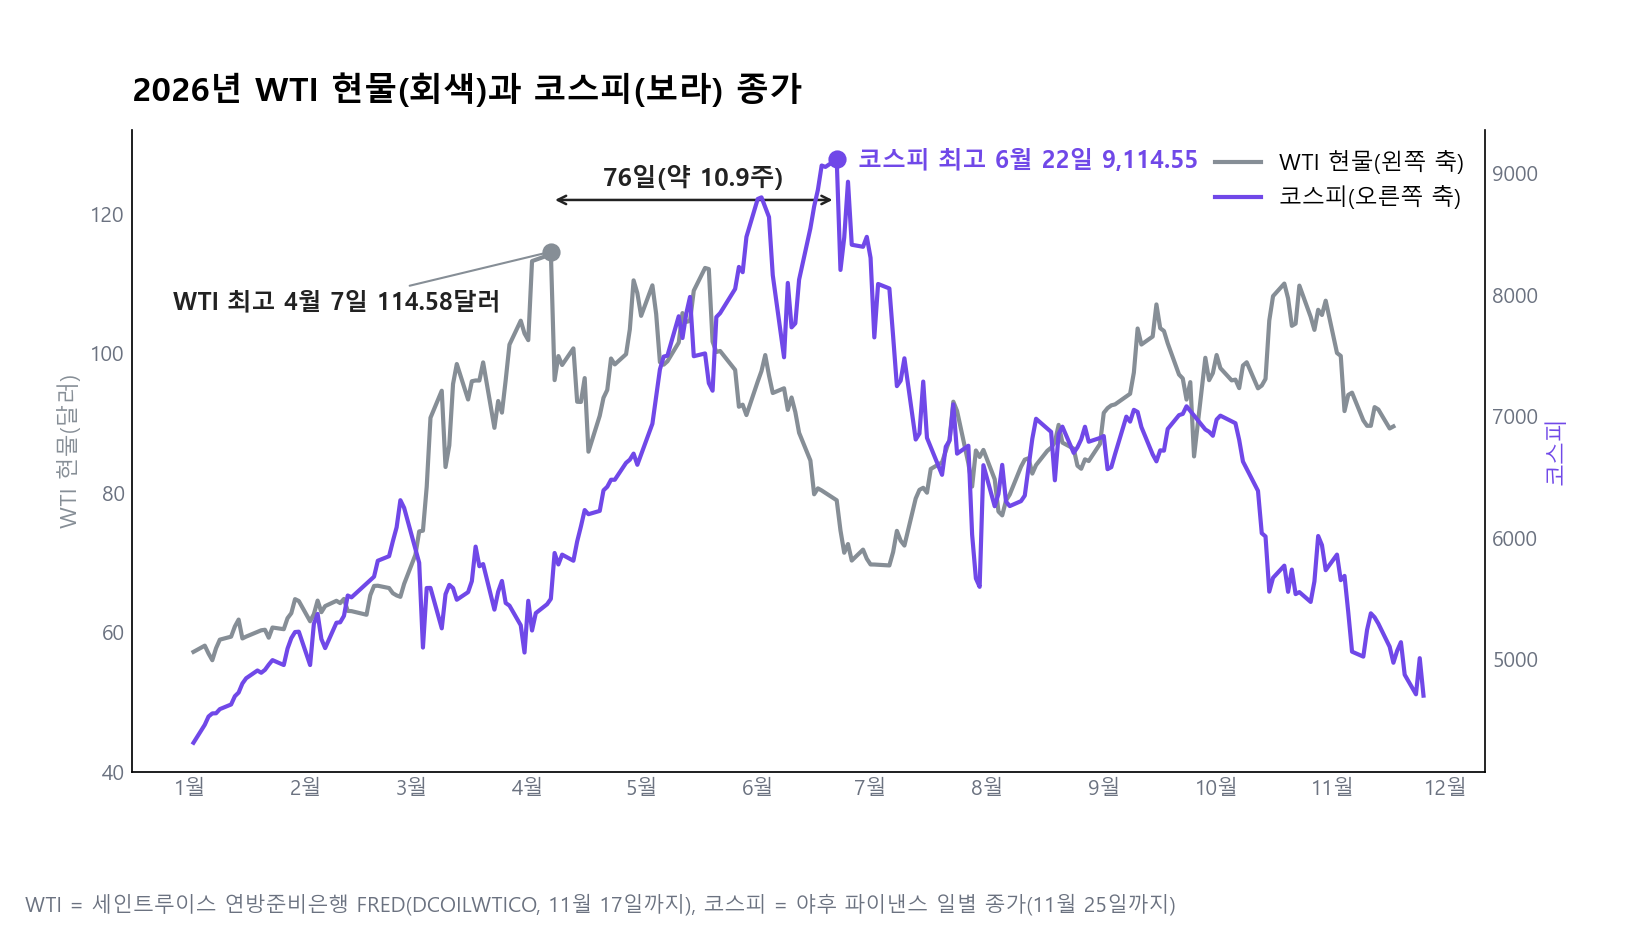 2026년 WTI 현물(회색)과 코스피(보라) 종가
코스피 최고 6월 22일 9,114.55
WTI 현물(왼쪽 축)
코스피(오른쪽 축)
76일(약 10.9주)
WTI 최고 4월 7일 114.58달러
WTI 현물(달러)
120
100
80
60
40
9000
8000
7000
6000
5000
코스피
1월 2월 3월 4월 5월 6월 7월 8월 9월 10월 11월 12월
WTI = 세인트루이스 연방준비은행 FRED(DCOILWTICO, 11월 17일까지), 코스피 = 야후 파이낸스 일별 종가(11월 25일까지)